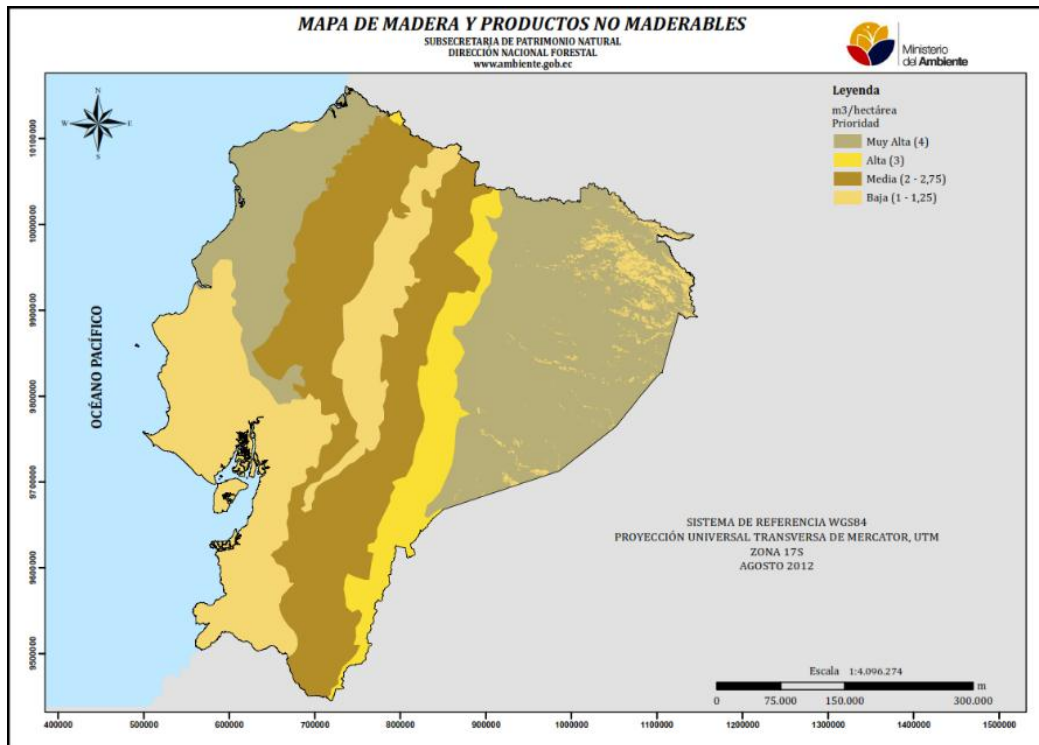 MAPA DE MADERA Y PRODUCTOS NO MADERABLES
SUBSECRETARIA DE PATRIMONIO NATURAL
DIRECCIÓN NACIONAL FORESTAL
www.ambiente.gob.ec
Ministerio
del Ambiente
Leyenda
m3/hectárea
Prioridad
Muy Alta (4)
Alta (3)
Media (2 - 2,75)
Baja (1 - 1,25)
N
W E
S
OCÉANO PACÍFICO
10100000
10000000
9900000
9800000
9700000
9600000
9500000
SISTEMA DE REFERENCIA WGS84
PROYECCIÓN UNIVERSAL TRANSVERSA DE MERCATOR, UTM
ZONA 17S
AGOSTO 2012
Escala 1:4.096.274
m
0 75.000 150.000 300.000
400000 500000 600000 700000 800000 900000 1000000 1100000 1200000 1300000 1400000 1500000